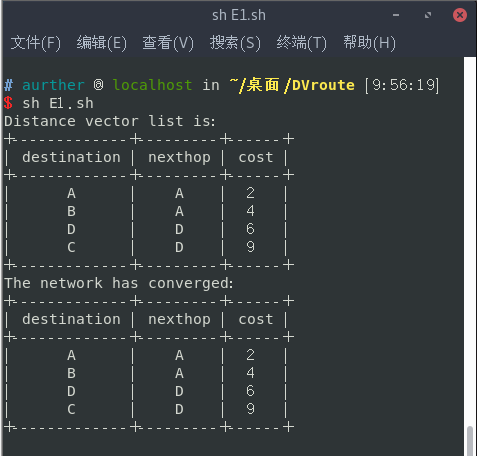 sh E1.sh
文件(F) 编辑(E) 查看(V) 搜索(S) 终端(T) 帮助(H)
# aurther @ localhost in ~/桌面/DVroute [9:56:19]
$ sh E1.sh
Distance vector list is:
+-------------+---------+------+
| destination | nexthop | cost |
+-------------+---------+------+
| A | A | 2 |
| B | A | 4 |
| D | D | 6 |
| C | D | 9 |
+-------------+---------+------+
The network has converged:
+-------------+---------+------+
| destination | nexthop | cost |
+-------------+---------+------+
| A | A | 2 |
| B | A | 4 |
| D | D | 6 |
| C | D | 9 |
+-------------+---------+------+